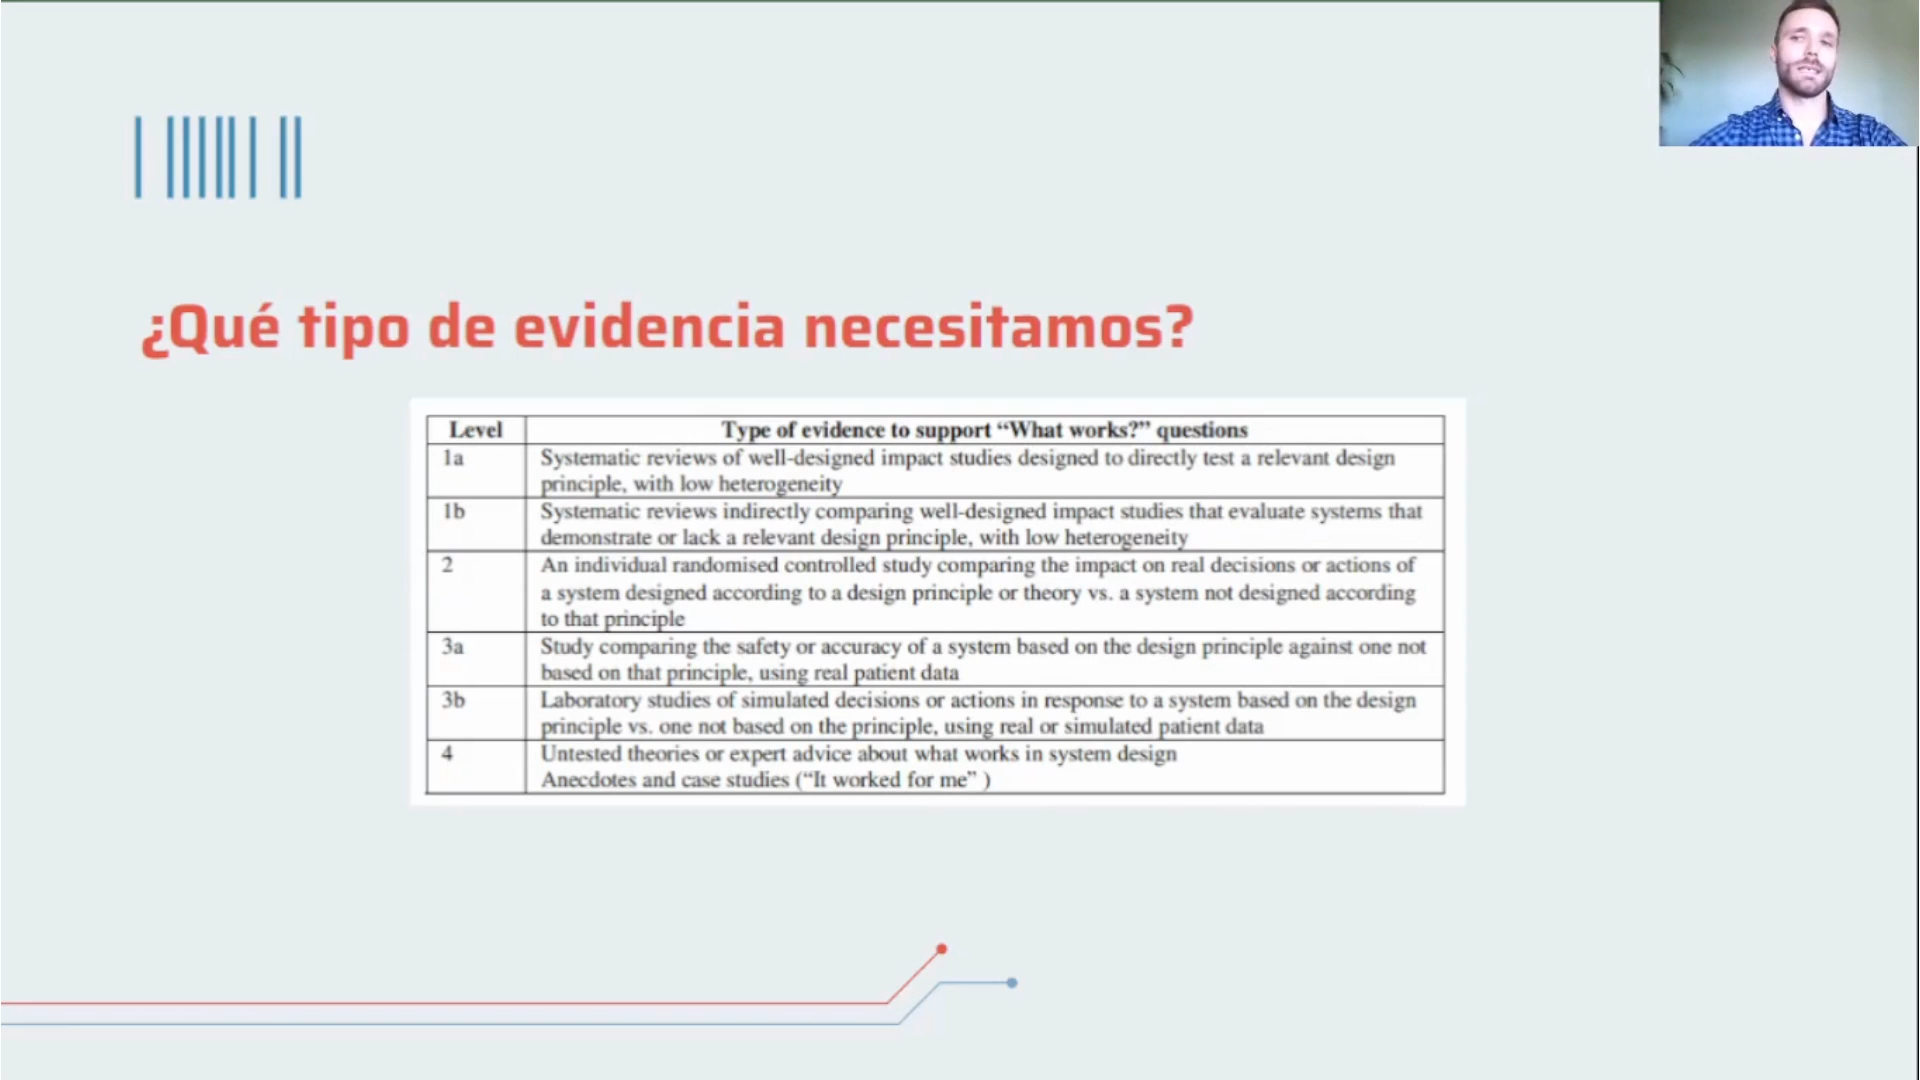 ¿Qué tipo de evidencia necesitamos?
Level Type of evidence to support “What works?” questions
1a Systematic reviews of well-designed impact studies designed to directly test a relevant design
principle, with low heterogeneity
1b Systematic reviews indirectly comparing well-designed impact studies that evaluate systems that
demonstrate or lack a relevant design principle, with low heterogeneity
2 An individual randomised controlled study comparing the impact on real decisions or actions of
a system designed according to a design principle or theory vs. a system not designed according
to that principle
3a Study comparing the safety or accuracy of a system based on the design principle against one not
based on that principle, using real patient data
3b Laboratory studies of simulated decisions or actions in response to a system based on the design
principle vs. one not based on the principle, using real or simulated patient data
4 Untested theories or expert advice about what works in system design
Anecdotes and case studies (“It worked for me” )